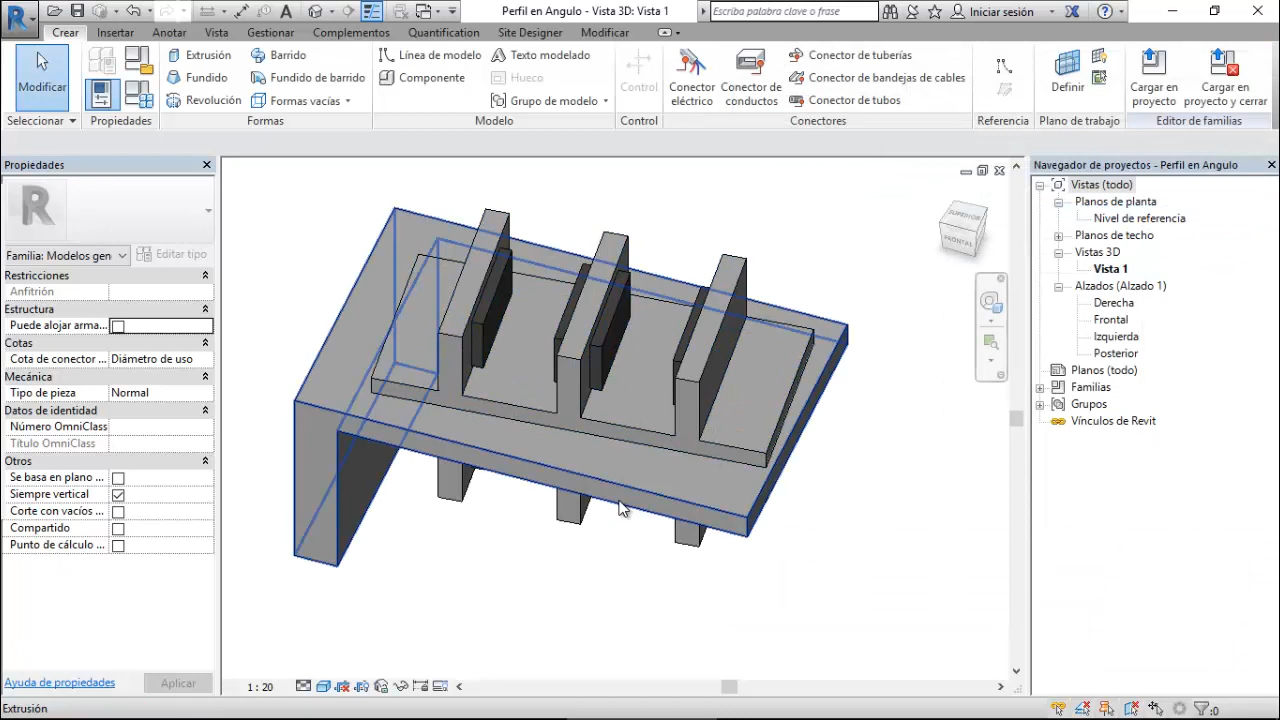 Perfil en Angulo - Vista 3D: Vista 1
Escriba palabra clave o frase
Iniciar sesión
Crear Insertar Anotar Vista Gestionar Complementos Quantification Site Designer Modificar
Modificar
Seleccionar
Propiedades
Extrusión
Fundido
Revolución
Barrido
Fundido de barrido
Formas vacías
Formas
Línea de modelo
Componente
Texto modelado
Hueco
Grupo de modelo
Modelo
Control
Control
Conector eléctrico
Conector de conductos
Conector de tuberías
Conector de bandejas de cables
Conector de tubos
Conectores
Referencia
Definir
Plano de trabajo
Cargar en proyecto
Cargar en proyecto y cerrar
Editor de familias
Propiedades
R
Familia: Modelos gen
Editar tipo
Restricciones
Anfitrión
Estructura
Puede alojar arma...
Cotas
Cota de conector ... Diámetro de uso
Mecánica
Tipo de pieza Normal
Datos de identidad
Número OmniClass
Título OmniClass
Otros
Se basa en plano ...
Siempre vertical
Corte con vacíos ...
Compartido
Punto de cálculo ...
Ayuda de propiedades
Aplicar
SUPERIOR
FRONTAL
1 : 20
Navegador de proyectos - Perfil en Angulo
Vistas (todo)
Planos de planta
Nivel de referencia
Planos de techo
Vistas 3D
Vista 1
Alzados (Alzado 1)
Derecha
Frontal
Izquierda
Posterior
Planos (todo)
Familias
Grupos
Vínculos de Revit
Extrusión
:0